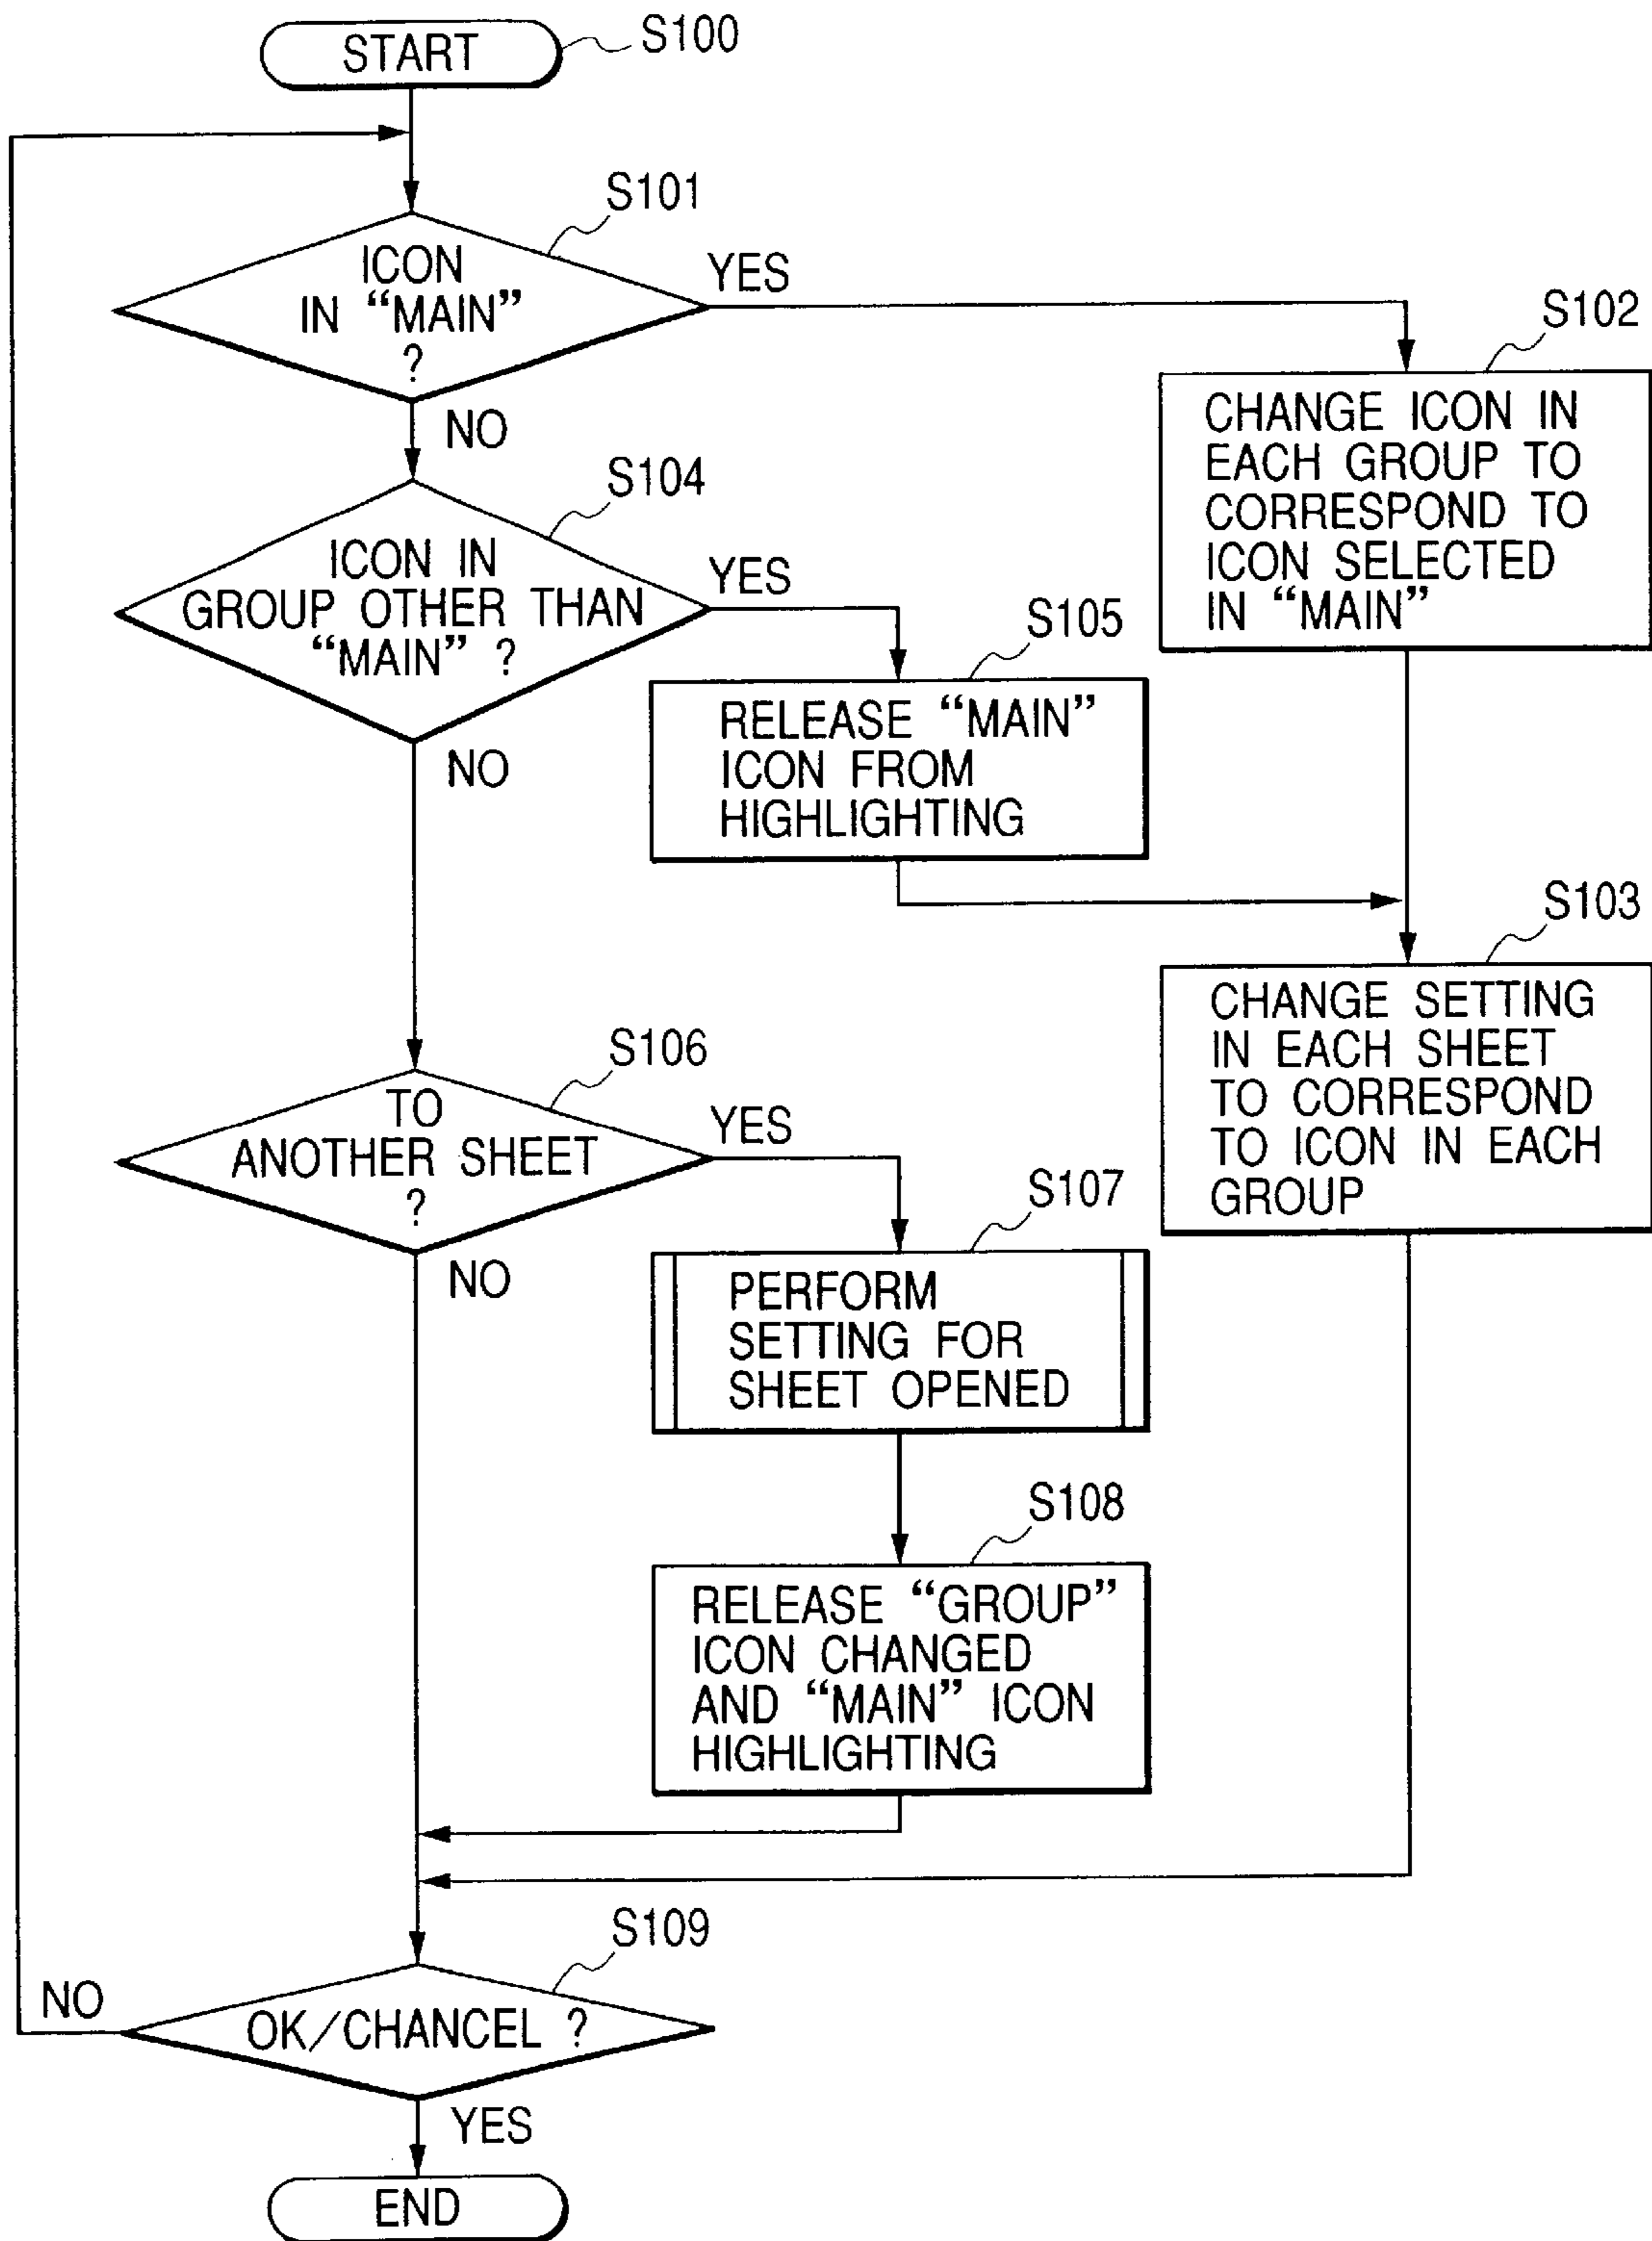 START
S100
S101
ICON
IN “MAIN”
?
YES
NO
S102
CHANGE ICON IN
EACH GROUP TO
CORRESPOND TO
ICON SELECTED
IN “MAIN”
S104
ICON IN
GROUP OTHER THAN
“MAIN” ?
YES
NO
S105
RELEASE “MAIN”
ICON FROM
HIGHLIGHTING
S103
CHANGE SETTING
IN EACH SHEET
TO CORRESPOND
TO ICON IN EACH
GROUP
S106
TO
ANOTHER SHEET
?
YES
NO
S107
PERFORM
SETTING FOR
SHEET OPENED
S108
RELEASE “GROUP”
ICON CHANGED
AND “MAIN” ICON
HIGHLIGHTING
S109
OK/CHANCEL ?
NO
YES
END